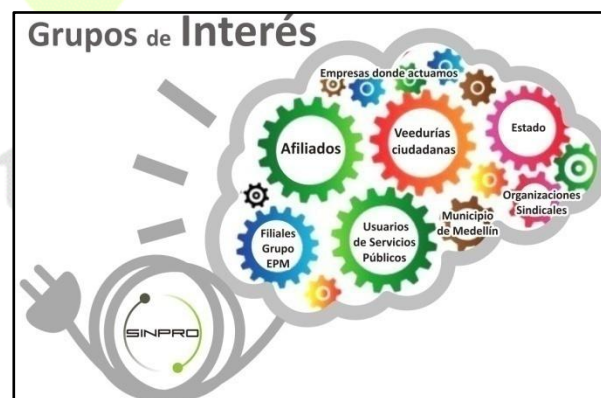 Grupos de Interés
Empresas donde actuamos
Afiliados
Veedurías
ciudadanas
Estado
Organizaciones
Sindicales
Municipio
de Medellín
Filiales
Grupo
EPM
Usuarios
de Servicios
Públicos
SINPRO